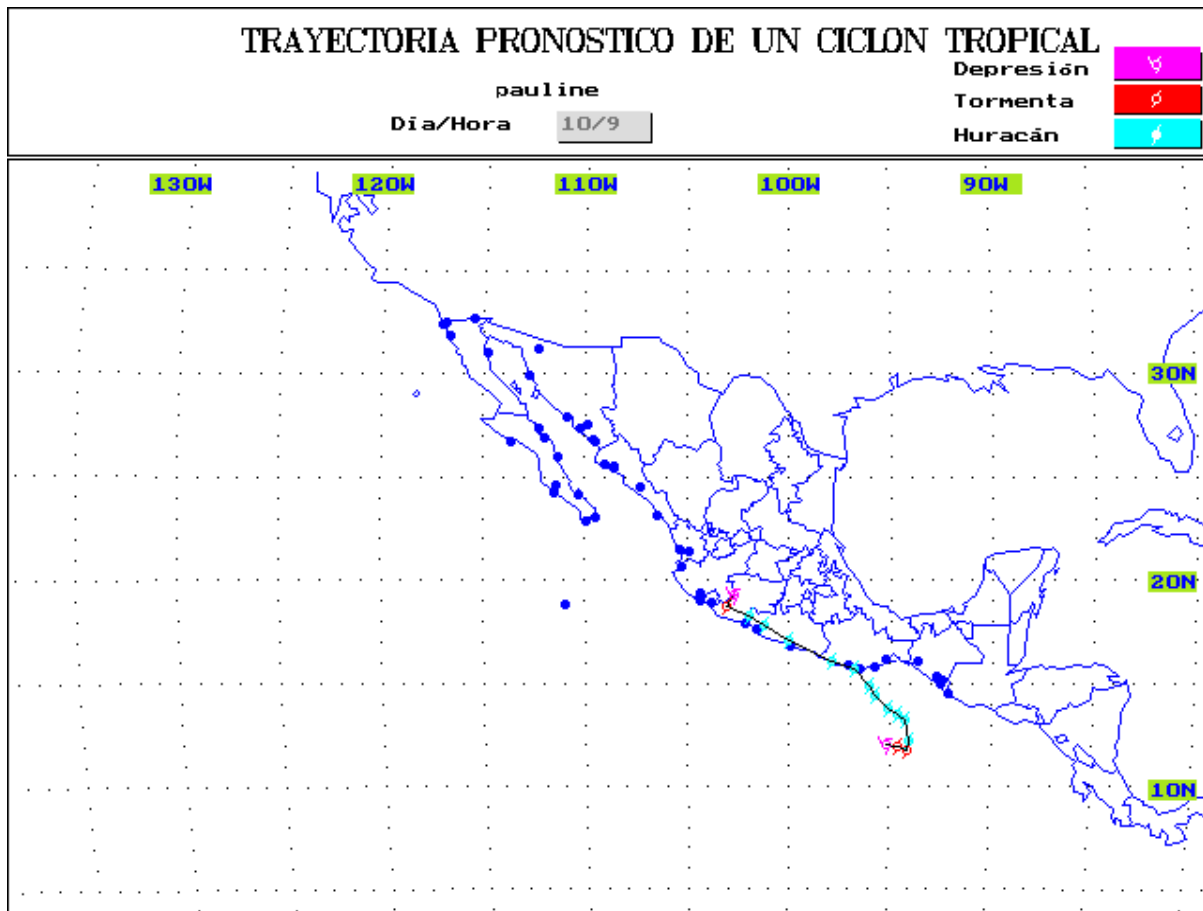 TRAYECTORIA PRONOSTICO DE UN CICLON TROPICAL
pauline
Día/Hora 10/9
Depresión
Tormenta
Huracán
130W 120W 110W 100W 90W
30N
20N
10N